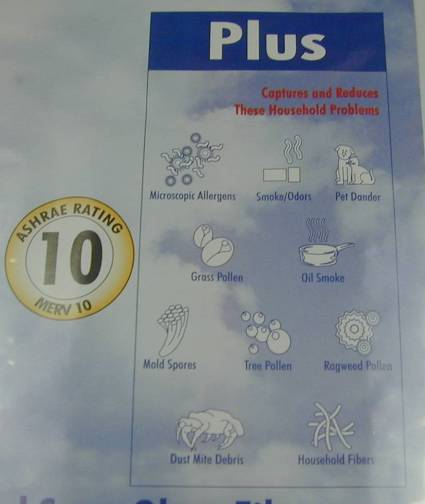 Plus
Captures and Reduces
These Household Problems
Microscopic Allergens
Smoke/Odors
Pet Dander
ASHRAE RATING
10
MERV 10
Grass Pollen
Oil Smoke
Mold Spores
Tree Pollen
Ragweed Pollen
Dust Mite Debris
Household Fibers